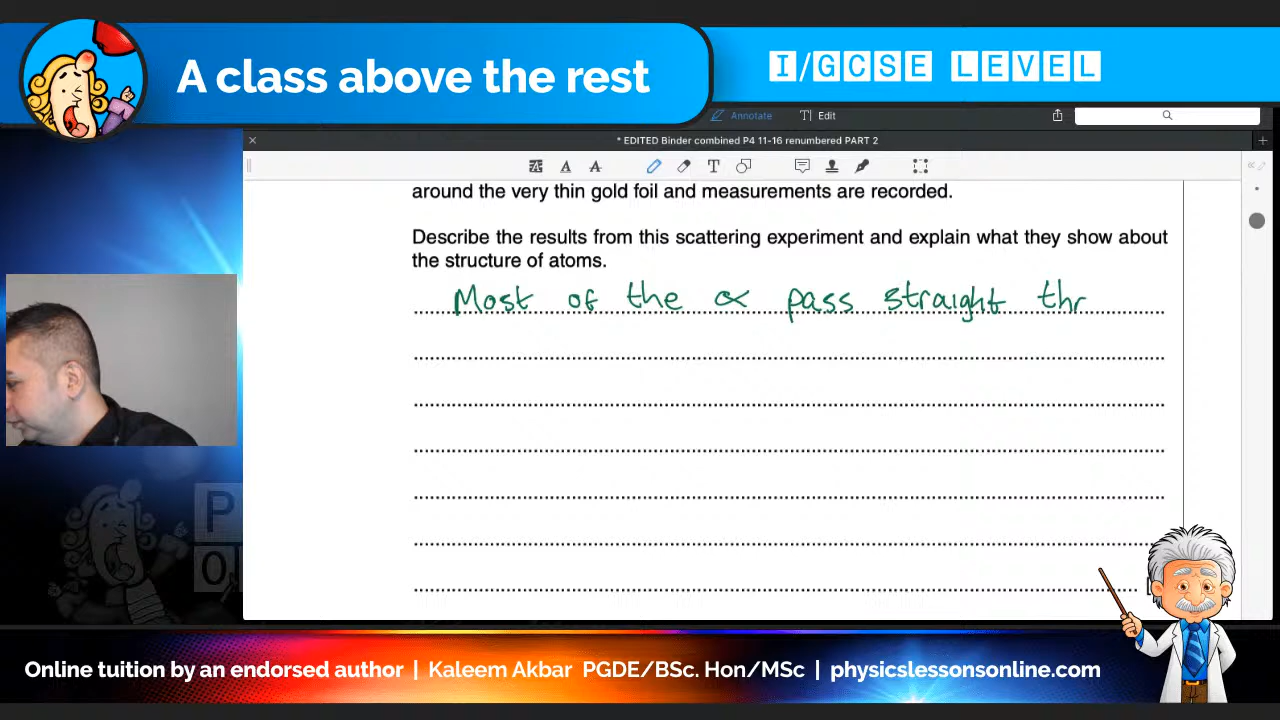 A class above the rest
I/GCSE LEVEL
Annotate
Edit
* EDITED Binder combined P4 11-16 renumbered PART 2
around the very thin gold foil and measurements are recorded.
Describe the results from this scattering experiment and explain what they show about
the structure of atoms.
Most of the α pass straight thr
Online tuition by an endorsed author | Kaleem Akbar PGDE/BSc. Hon/MSc | physicslessonsonline.com